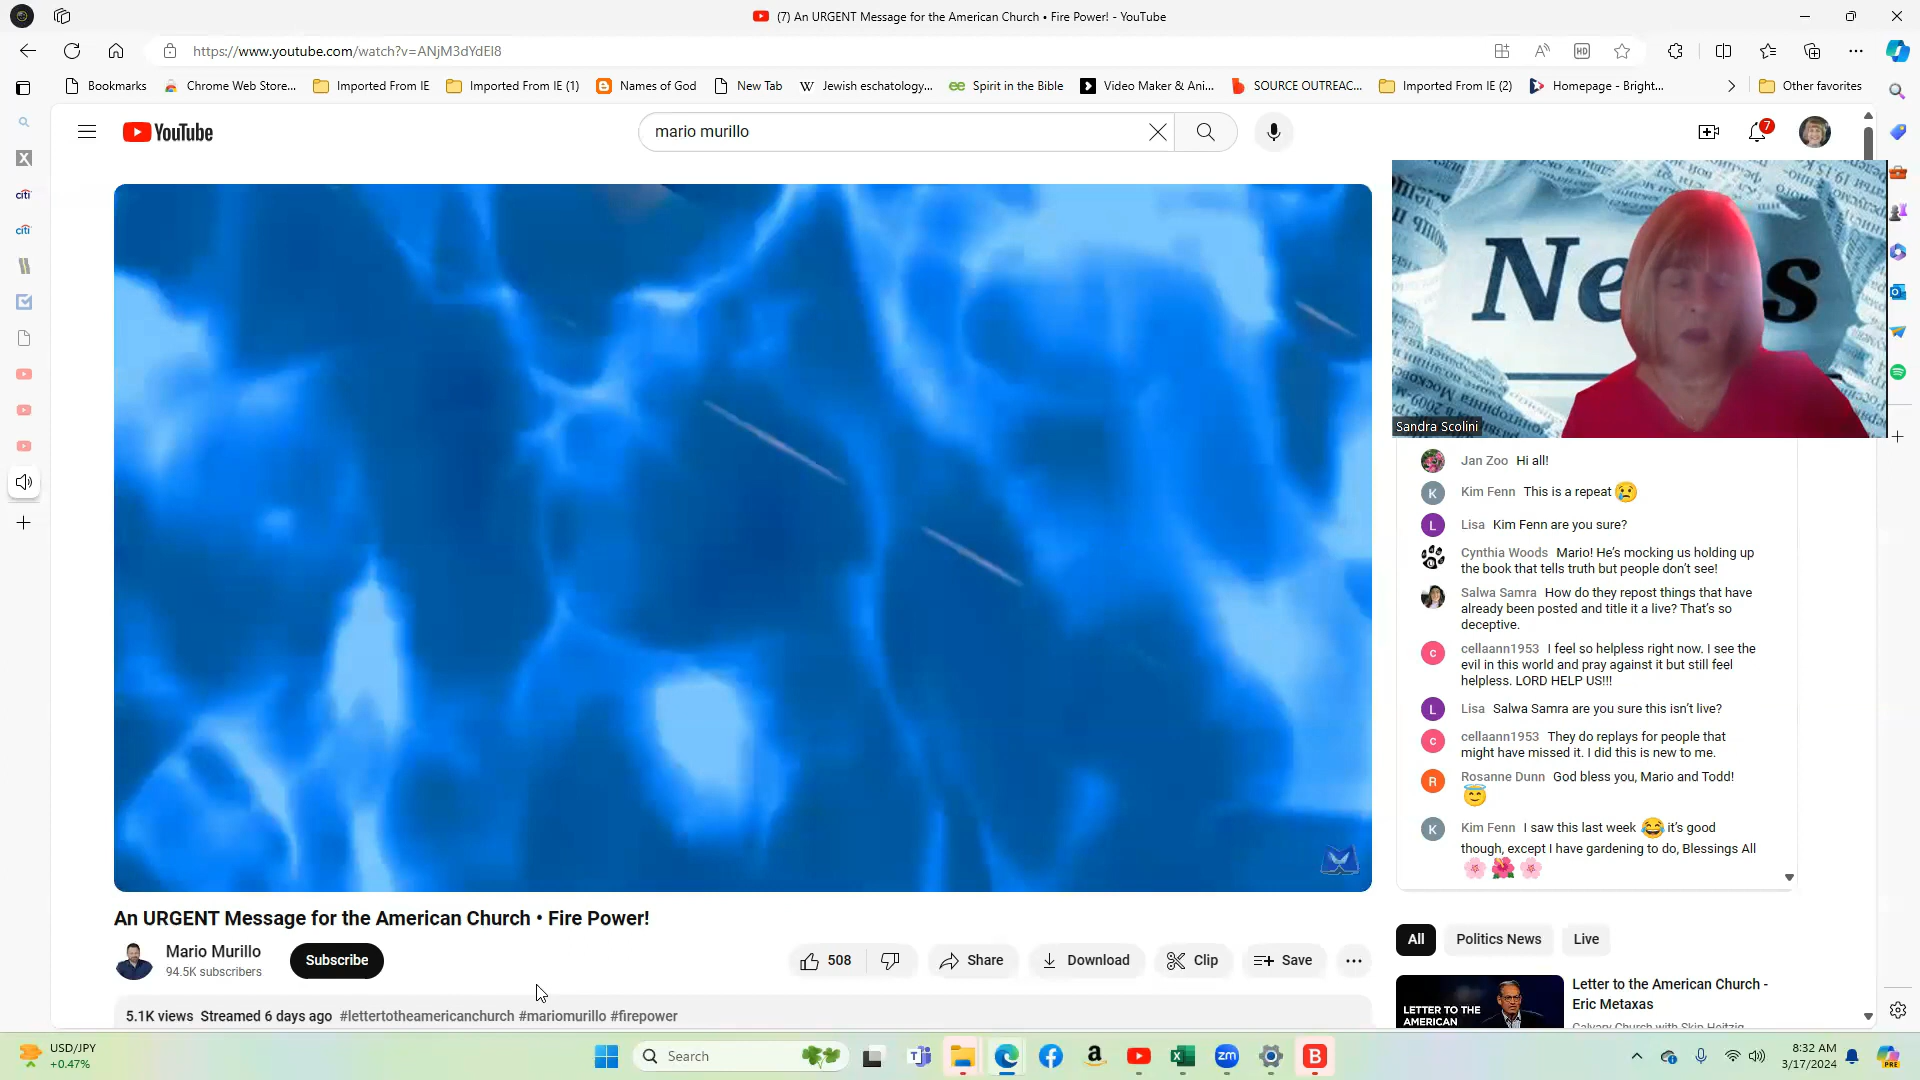 (7) An URGENT Message for the American Church • Fire Power! - YouTube
https://www.youtube.com/watch?v=ANjM3dYdEI8
Bookmarks
Chrome Web Store...
Imported From IE
Imported From IE (1)
Names of God
New Tab
Jewish eschatology...
Spirit in the Bible
Video Maker & Ani...
SOURCE OUTREAC...
Imported From IE (2)
Homepage - Bright...
Other favorites
YouTube
mario murillo
7
News
Sandra Scolini
Jan Zoo Hi all!
Kim Fenn This is a repeat 😢
Lisa Kim Fenn are you sure?
Cynthia Woods Mario! He's mocking us holding up
the book that tells truth but people don't see!
Salwa Samra How do they repost things that have
already been posted and title it a live? That's so
deceptive.
cellaann1953 I feel so helpless right now. I see the
evil in this world and pray against it but still feel
helpless. LORD HELP US!!!
Lisa Salwa Samra are you sure this isn't live?
cellaann1953 They do replays for people that
might have missed it. I did this is new to me.
Rosanne Dunn God bless you, Mario and Todd!
😇
Kim Fenn I saw this last week 😂 it's good
though, except I have gardening to do, Blessings All
🌸🌺🌸
An URGENT Message for the American Church • Fire Power!
Mario Murillo
94.5K subscribers
Subscribe
508
Share
Download
Clip
Save
5.1K views Streamed 6 days ago #lettertotheamericanchurch #mariomurillo #firepower
All
Politics News
Live
LETTER TO THE
AMERICAN
Letter to the American Church -
Eric Metaxas
Calvary Church with Skip Heitzig
USD/JPY
+0.47%
Search
8:32 AM
3/17/2024